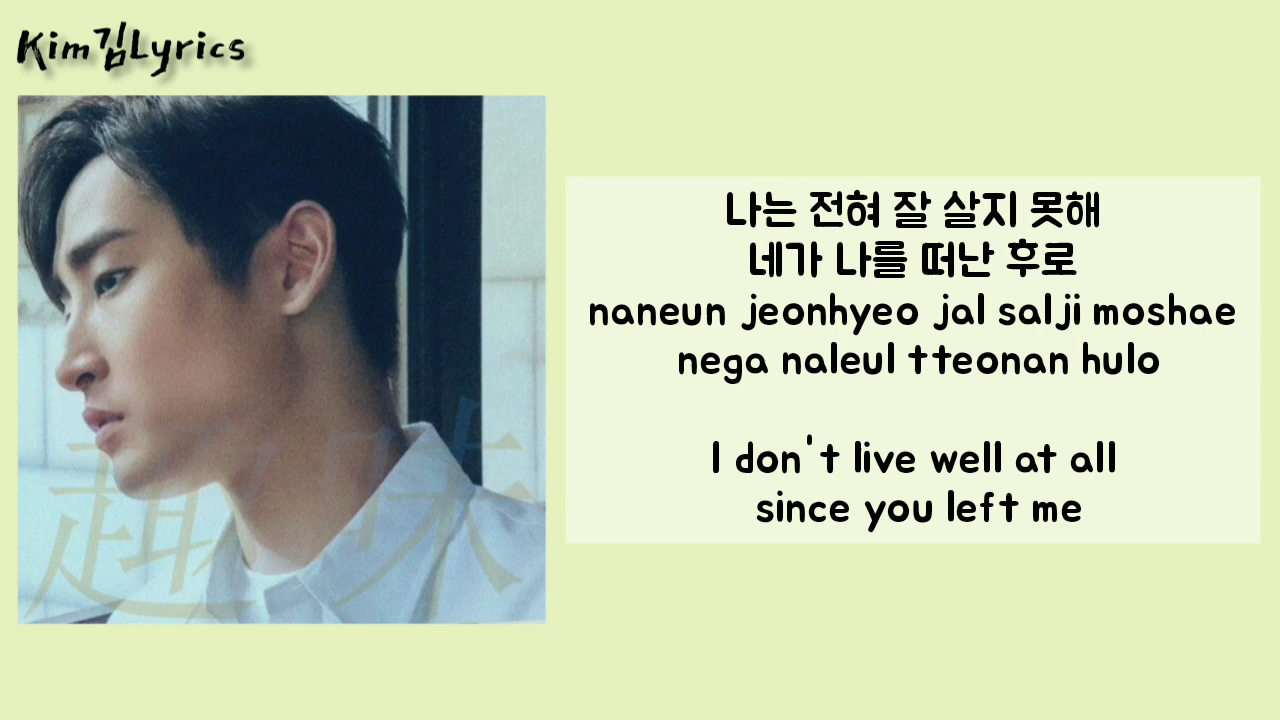 Kim김Lyrics
趣味
나는 전혀 잘 살지 못해
네가 나를 떠난 후로
naneun jeonhyeo jal salji moshae
nega naleul tteonan hulo
I don't live well at all
since you left me